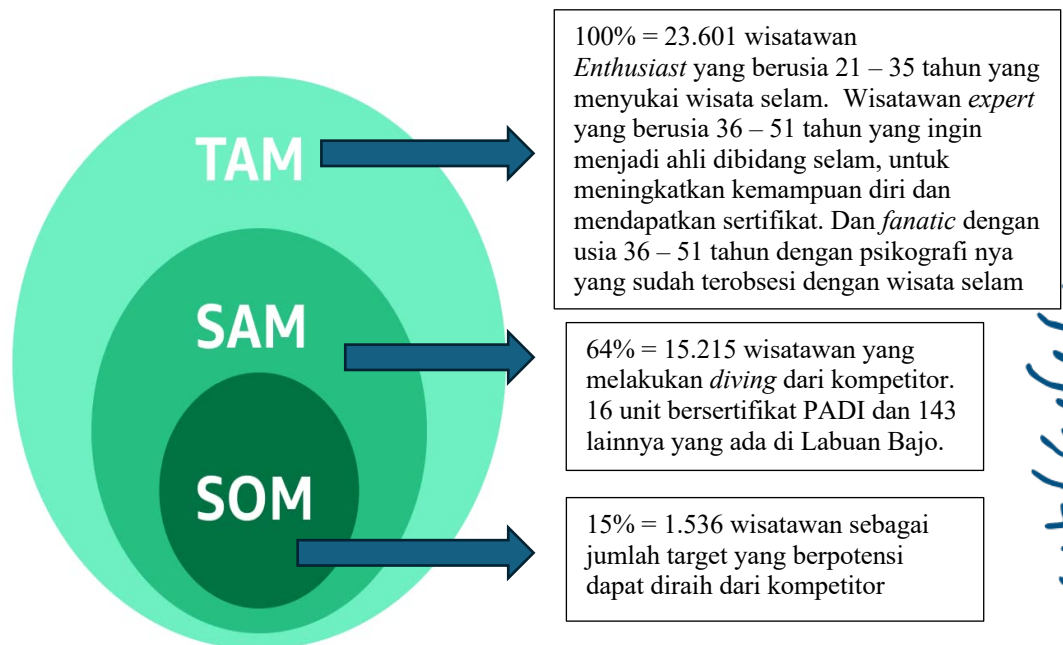 TAM
100% = 23.601 wisatawan
Enthusiast yang berusia 21 – 35 tahun yang
menyukai wisata selam. Wisatawan expert
yang berusia 36 – 51 tahun yang ingin
menjadi ahli dibidang selam, untuk
meningkatkan kemampuan diri dan
mendapatkan sertifikat. Dan fanatic dengan
usia 36 – 51 tahun dengan psikografi nya
yang sudah terobsesi dengan wisata selam
SAM
64% = 15.215 wisatawan yang
melakukan diving dari kompetitor.
16 unit bersertifikat PADI dan 143
lainnya yang ada di Labuan Bajo.
SOM
15% = 1.536 wisatawan sebagai
jumlah target yang berpotensi
dapat diraih dari kompetitor